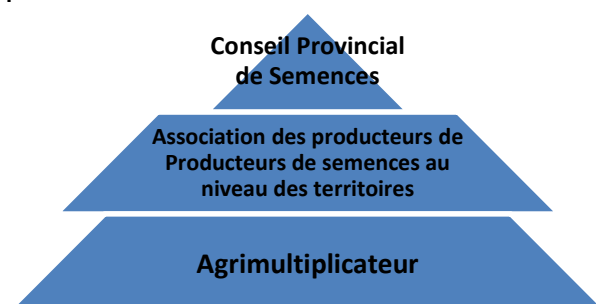 Conseil Provincial
de Semences
Association des producteurs de
Producteurs de semences au
niveau des territoires
Agrimultiplicateur